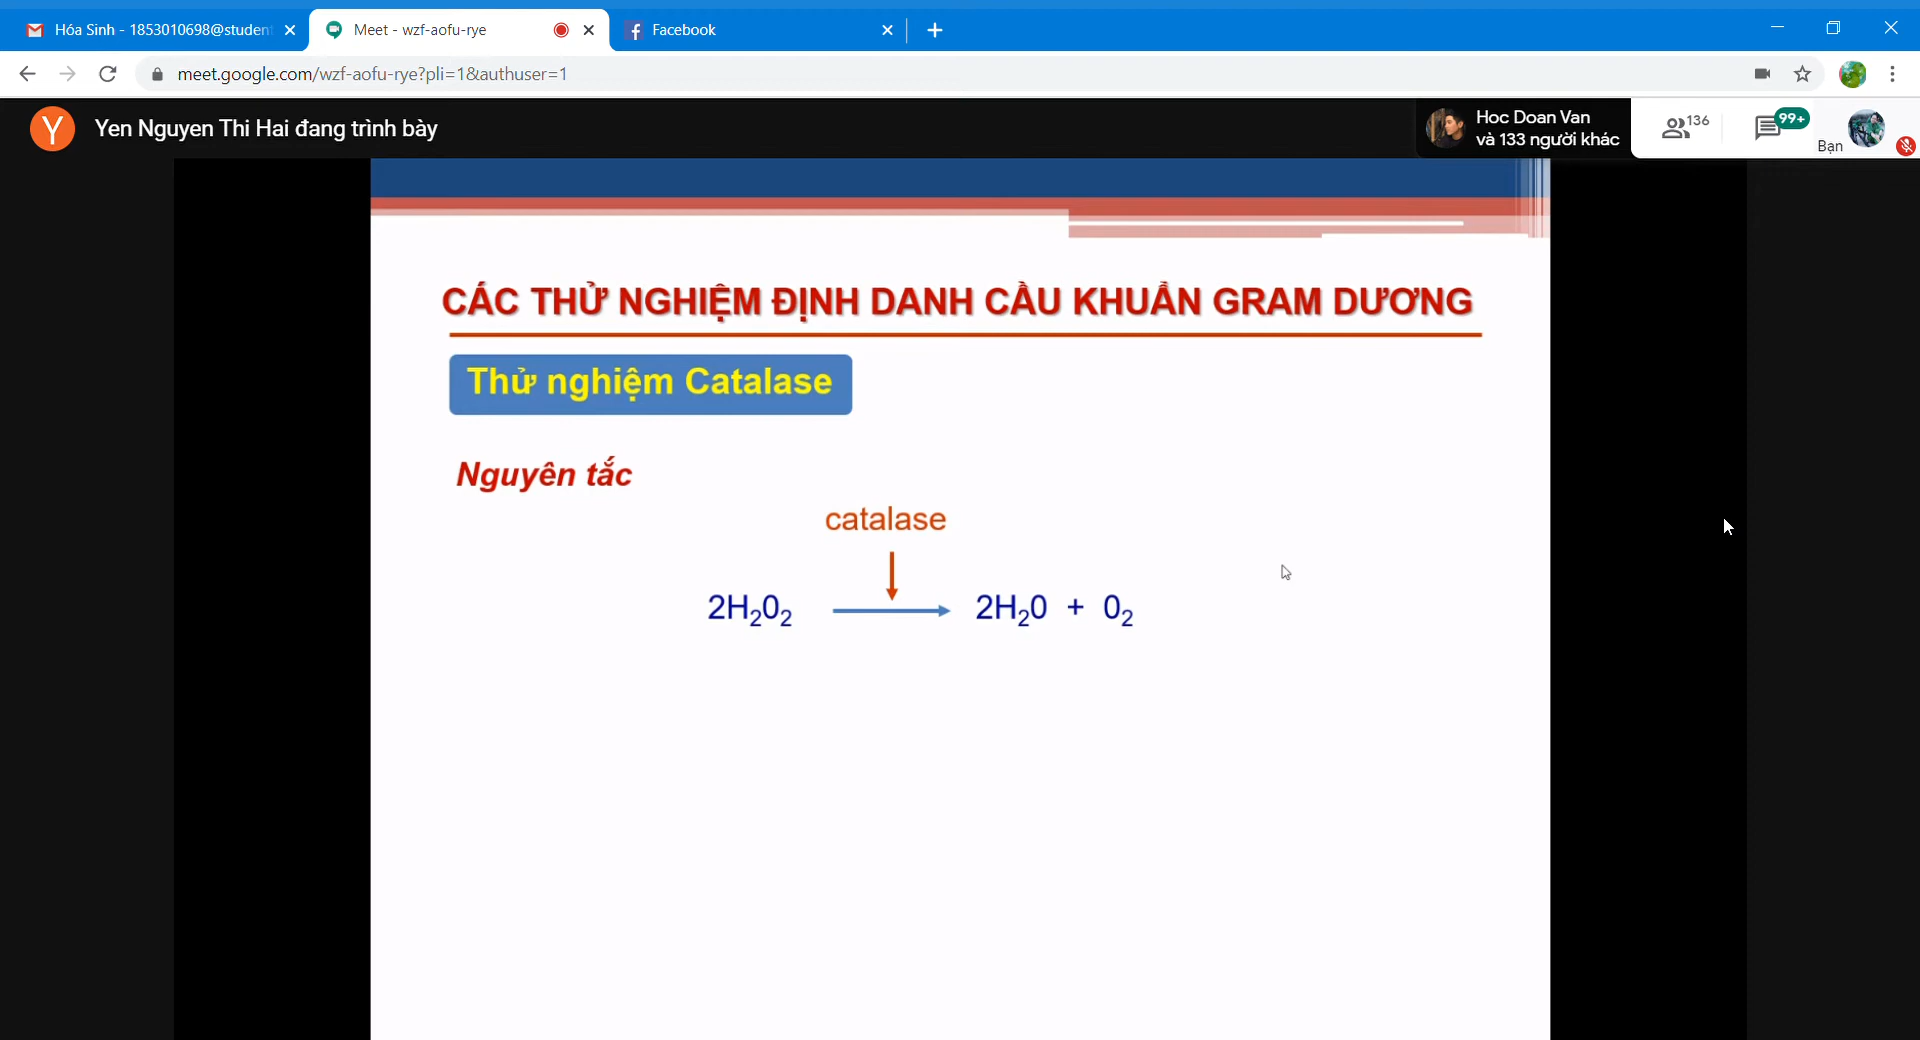 Hóa Sinh - 1853010698@student
Meet - wzf-aofu-rye
Facebook
meet.google.com/wzf-aofu-rye?pli=1&authuser=1
Y
Yen Nguyen Thi Hai đang trình bày
Hoc Doan Van
và 133 người khác
136
99+
Bạn
CÁC THỬ NGHIỆM ĐỊNH DANH CẦU KHUẨN GRAM DƯƠNG
Thử nghiệm Catalase
Nguyên tắc
catalase
2H₂0₂ → 2H₂0 + 0₂